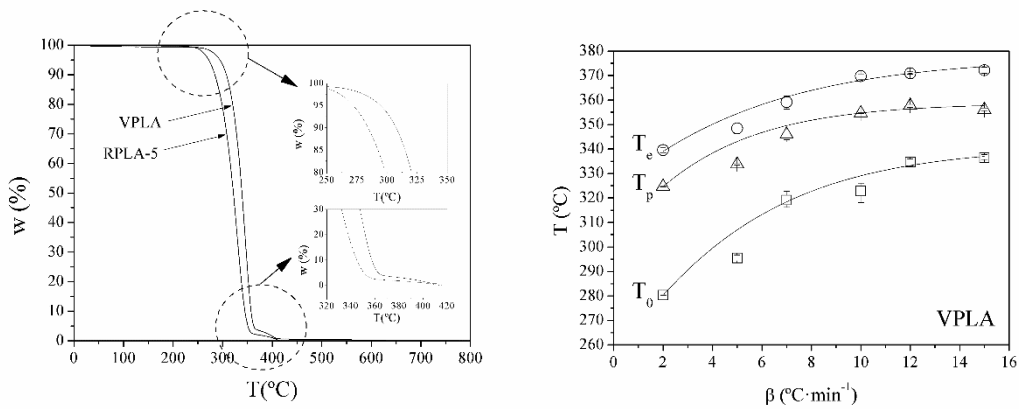 100
90
80
70
60
50
40
30
20
10
0
w (%)
0 100 200 300 400 500 600 700 800
T(ºC)
VPLA
RPLA-5
100
95
90
85
80
w (%)
250 275 300 325 350
T(ºC)
30
20
10
0
w (%)
320 340 360 380 400 420
T(ºC)
380
370
360
350
340
330
320
310
300
290
280
270
260
T (ºC)
Te
Tp
T0
VPLA
0 2 4 6 8 10 12 14 16
β (ºC·min-1)